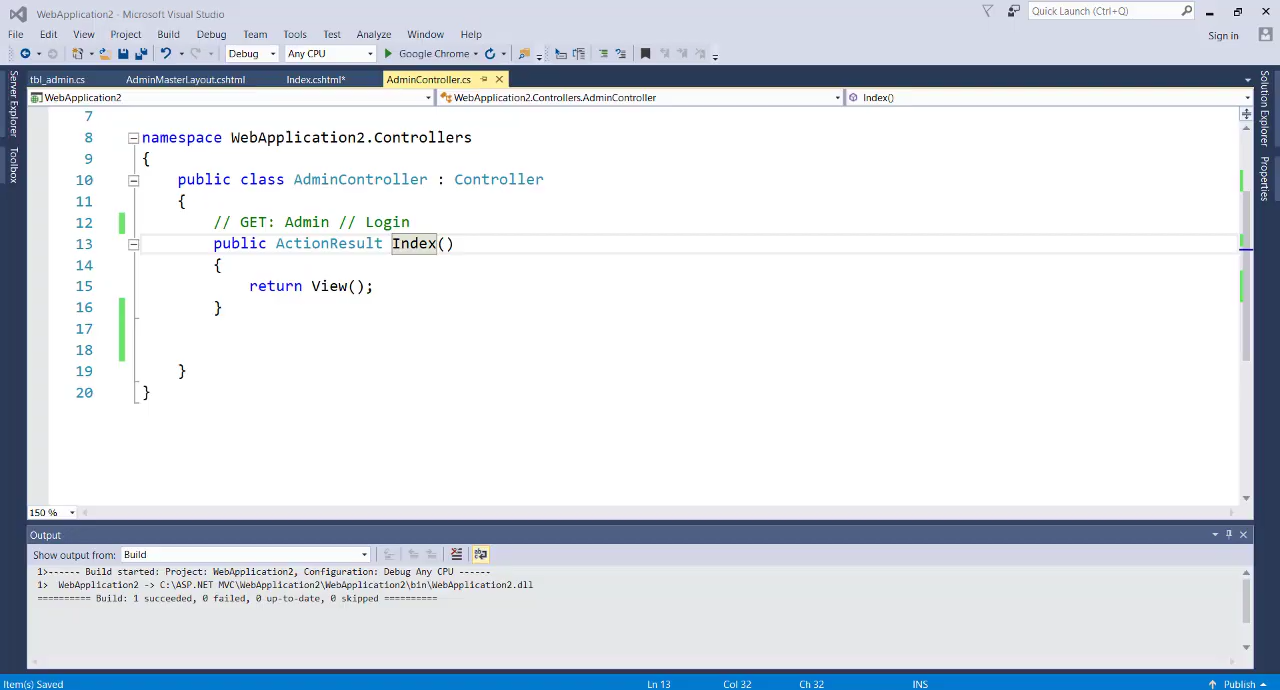 WebApplication2 - Microsoft Visual Studio
Quick Launch (Ctrl+Q)
File Edit View Project Build Debug Team Tools Test Analyze Window Help
Sign in
Debug Any CPU Google Chrome
tbl_admin.cs AdminMasterLayout.cshtml Index.cshtml* AdminController.cs
WebApplication2 WebApplication2.Controllers.AdminController Index()
Server Explorer
Toolbox
Solution Explorer
Properties
7
8 namespace WebApplication2.Controllers
9 {
10 public class AdminController : Controller
11 {
12 // GET: Admin // Login
13 public ActionResult Index()
14 {
15 return View();
16 }
17
18
19 }
20 }
150 %
Output
Show output from: Build
1>------ Build started: Project: WebApplication2, Configuration: Debug Any CPU ------
1> WebApplication2 -> C:\ASP.NET MVC\WebApplication2\WebApplication2\bin\WebApplication2.dll
========== Build: 1 succeeded, 0 failed, 0 up-to-date, 0 skipped ==========
Item(s) Saved Ln 13 Col 32 Ch 32 INS Publish